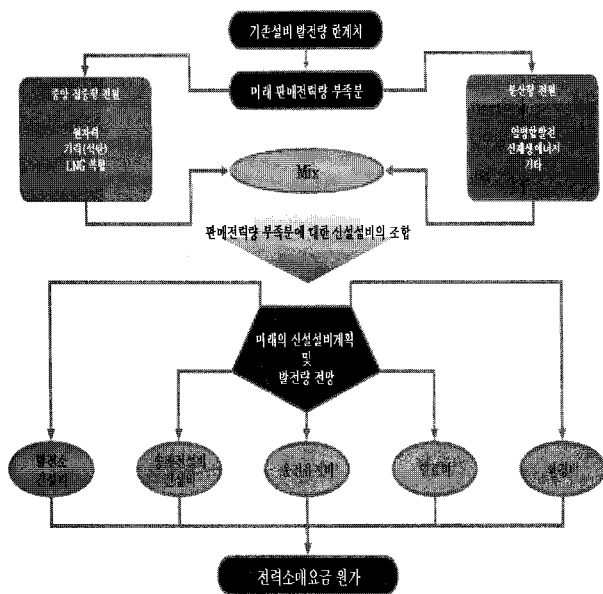 기존설비 발전량 한계치
중앙 집중형 전원
원자력
기력(석탄)
LNG 복합
미래 판매전력량 부족분
분산형 전원
열병합발전
신재생에너지
기타
Mix
판매전력량 부족분에 대한 신설설비의 조합
미래의 신설설비계획
및
발전량 전망
발전소
건설비
송배전설비
건설비
운전유지비
연료비
환경비
전력소매요금 원가